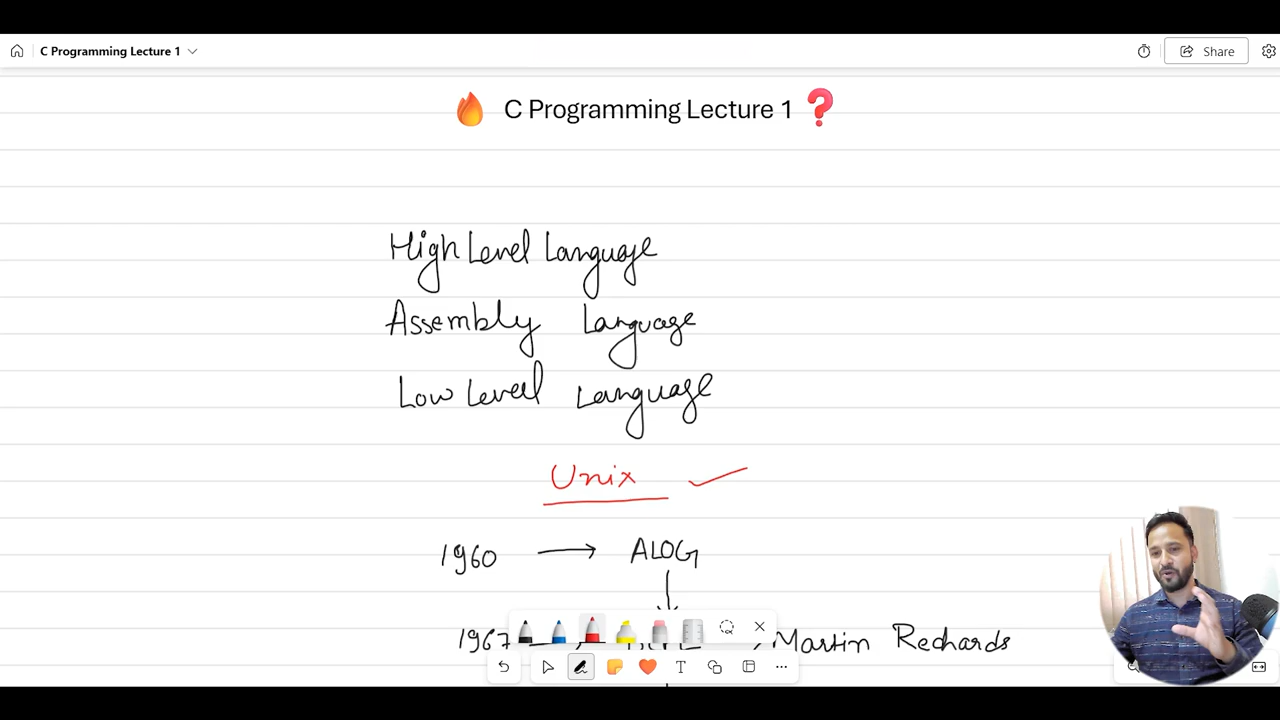 C Programming Lecture 1
Share
C Programming Lecture 1
High Level Language
Assembly Language
Low Level Language
Unix
1960 → ALOG
1967 Martin Rechards